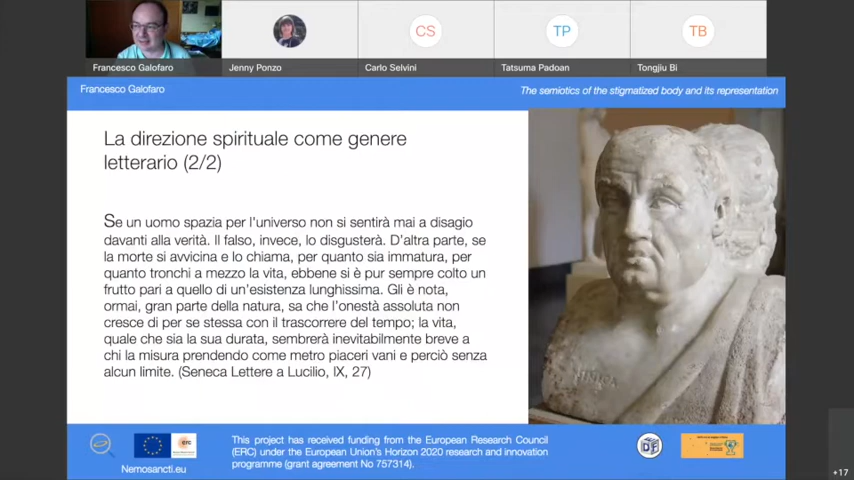 CS
TP
TB
Francesco Galofaro
Jenny Ponzo
Carlo Selvini
Tatsuma Padoan
Tongjiu Bi
Francesco Galofaro
The semiotics of the stigmatized body and its representation
La direzione spirituale come genere
letterario (2/2)
Se un uomo spazia per l'universo non si sentirà mai a disagio
davanti alla verità. Il falso, invece, lo disgusterà. D'altra parte, se
la morte si avvicina e lo chiama, per quanto sia immatura, per
quanto tronchi a mezzo la vita, ebbene si è pur sempre colto un
frutto pari a quello di un'esistenza lunghissima. Gli è nota,
ormai, gran parte della natura, sa che l'onestà assoluta non
cresce di per se stessa con il trascorrere del tempo; la vita,
quale che sia la sua durata, sembrerà inevitabilmente breve a
chi la misura prendendo come metro piaceri vani e perciò senza
alcun limite. (Seneca Lettere a Lucilio, IX, 27)
Nemosancti.eu
erc
This project has received funding from the European Research Council
(ERC) under the European Union's Horizon 2020 research and innovation
programme (grant agreement No 757314).
+17